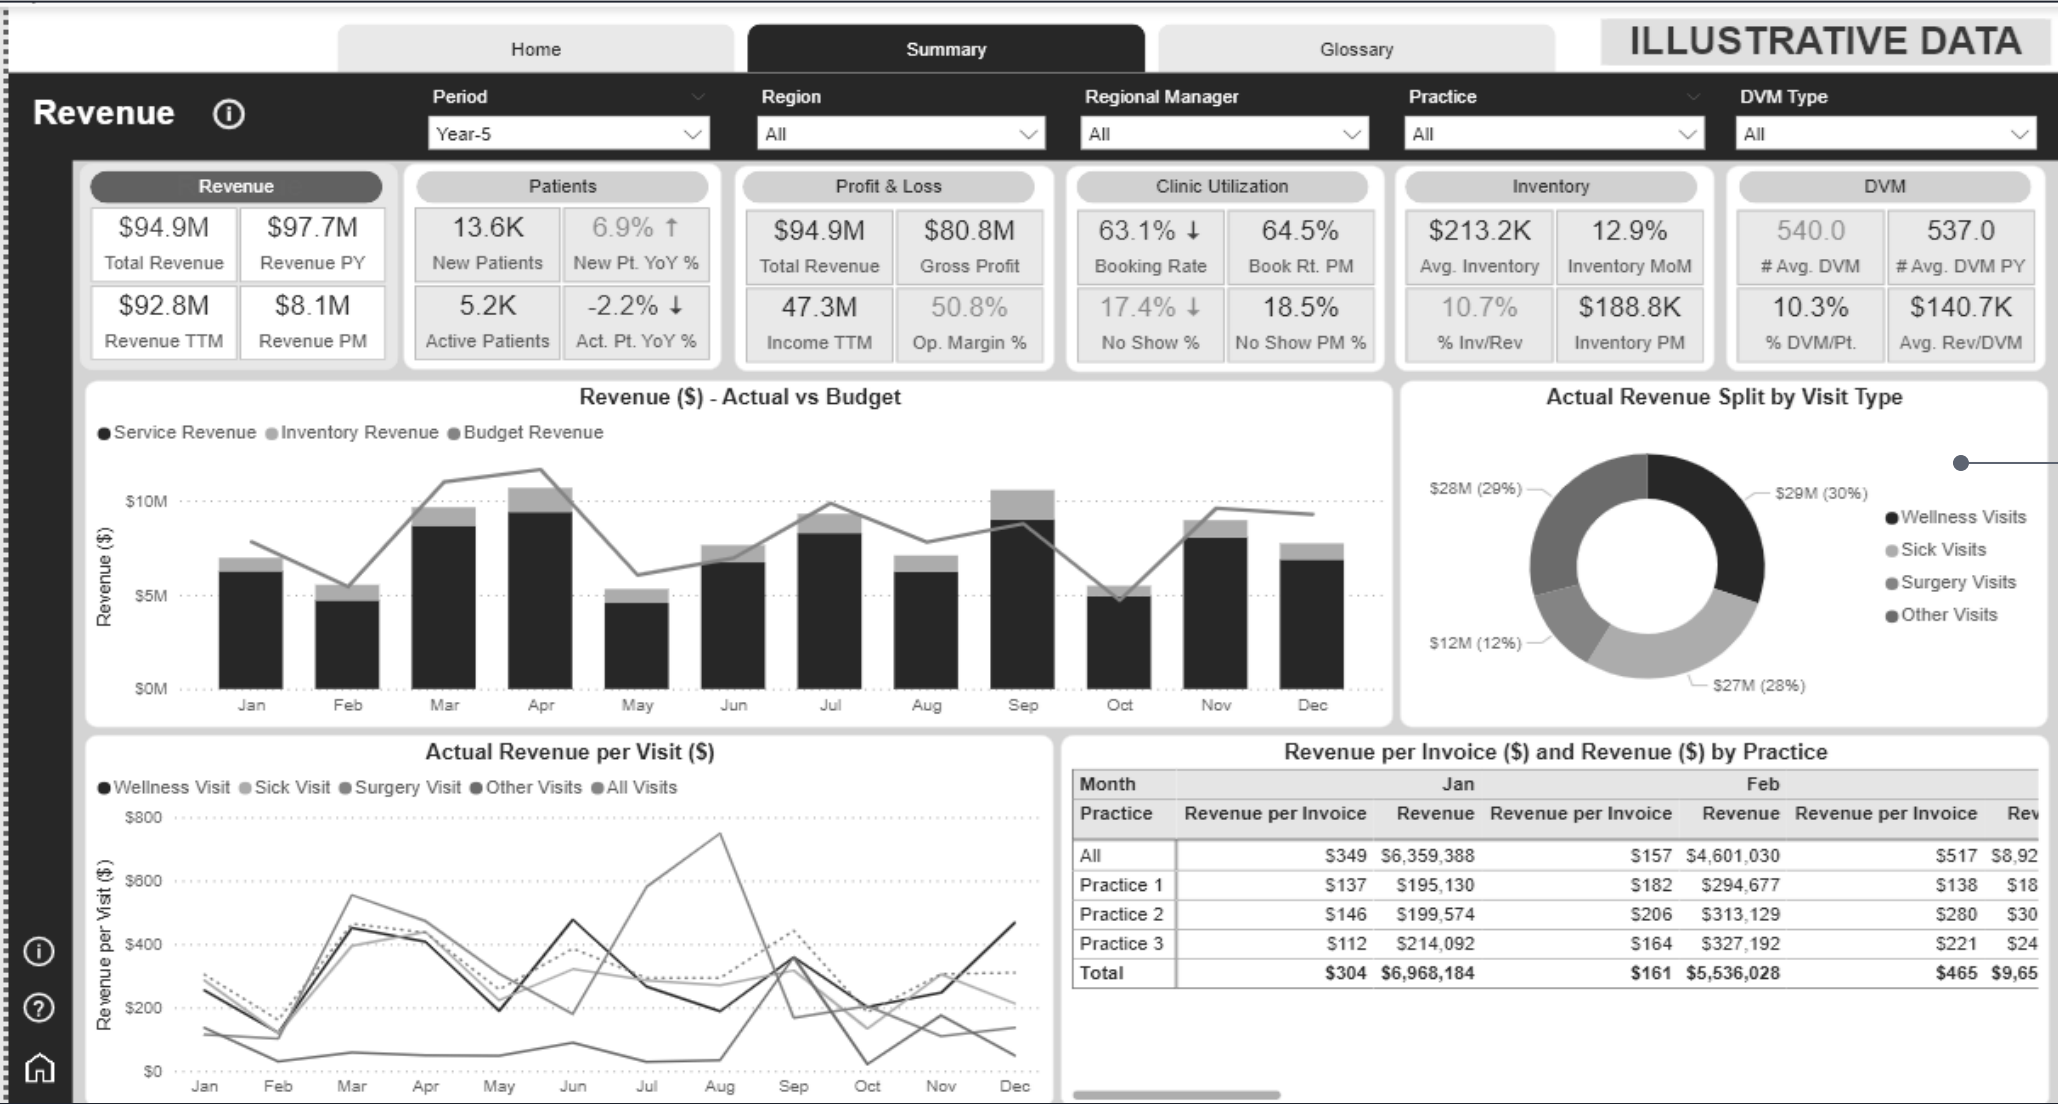 Home
Summary
Glossary
ILLUSTRATIVE DATA
Revenue
Period
Region
Regional Manager
Practice
DVM Type
Year-5
All
All
All
All
Revenue
$94.9M
$97.7M
Total Revenue
Revenue PY
$92.8M
$8.1M
Revenue TTM
Revenue PM
Patients
13.6K
6.9% ↑
New Patients
New Pt. YoY %
5.2K
-2.2% ↓
Active Patients
Act. Pt. YoY %
Profit & Loss
$94.9M
$80.8M
Total Revenue
Gross Profit
47.3M
50.8%
Income TTM
Op. Margin %
Clinic Utilization
63.1% ↓
64.5%
Booking Rate
Book Rt. PM
17.4% ↓
18.5%
No Show %
No Show PM %
Inventory
$213.2K
12.9%
Avg. Inventory
Inventory MoM
10.7%
$188.8K
% Inv/Rev
Inventory PM
DVM
540.0
537.0
# Avg. DVM
# Avg. DVM PY
10.3%
$140.7K
% DVM/Pt.
Avg. Rev/DVM
Revenue ($) - Actual vs Budget
Service Revenue Inventory Revenue Budget Revenue
Revenue ($)
$10M
$5M
$0M
Jan Feb Mar Apr May Jun Jul Aug Sep Oct Nov Dec
Actual Revenue Split by Visit Type
$28M (29%)
$29M (30%)
$12M (12%)
$27M (28%)
Wellness Visits
Sick Visits
Surgery Visits
Other Visits
Actual Revenue per Visit ($)
Wellness Visit Sick Visit Surgery Visit Other Visits All Visits
Revenue per Visit ($)
$800
$600
$400
$200
$0
Jan Feb Mar Apr May Jun Jul Aug Sep Oct Nov Dec
Revenue per Invoice ($) and Revenue ($) by Practice
Month Jan Feb
Practice Revenue per Invoice Revenue Revenue per Invoice Revenue Revenue per Invoice Rev
All $349 $6,359,388 $157 $4,601,030 $517 $8,92
Practice 1 $137 $195,130 $182 $294,677 $138 $18
Practice 2 $146 $199,574 $206 $313,129 $280 $30
Practice 3 $112 $214,092 $164 $327,192 $221 $24
Total $304 $6,968,184 $161 $5,536,028 $465 $9,65